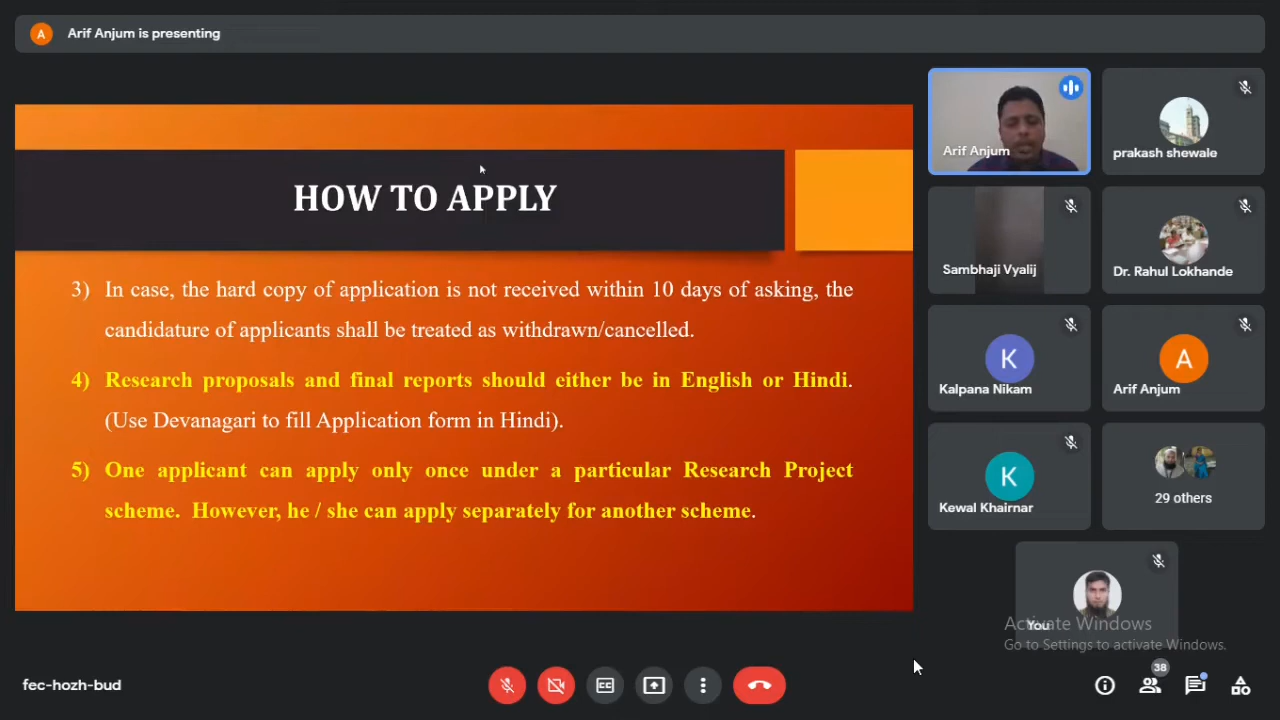 A Arif Anjum is presenting
HOW TO APPLY
3) In case, the hard copy of application is not received within 10 days of asking, the
candidature of applicants shall be treated as withdrawn/cancelled.
4) Research proposals and final reports should either be in English or Hindi.
(Use Devanagari to fill Application form in Hindi).
5) One applicant can apply only once under a particular Research Project
scheme. However, he / she can apply separately for another scheme.
Arif Anjum
prakash shewale
Sambhaji Vyalij
Dr. Rahul Lokhande
K
Kalpana Nikam
A
Arif Anjum
K
Kewal Khairnar
29 others
You
Activate Windows
Go to Settings to activate Windows.
fec-hozh-bud
CC
38